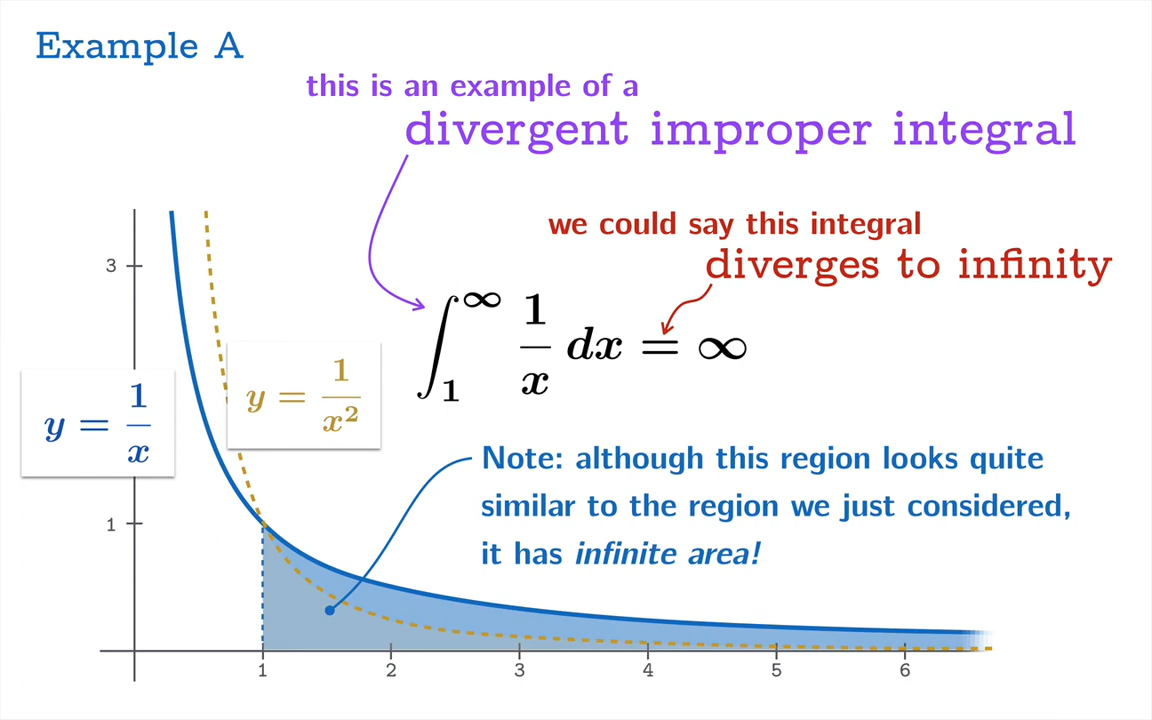 Example A
this is an example of a
divergent improper integral
we could say this integral
diverges to infinity
3
∫₁^∞ 1/x dx = ∞
y = 1/x²
y = 1/x
Note: although this region looks quite
similar to the region we just considered,
it has infinite area!
1
1 2 3 4 5 6